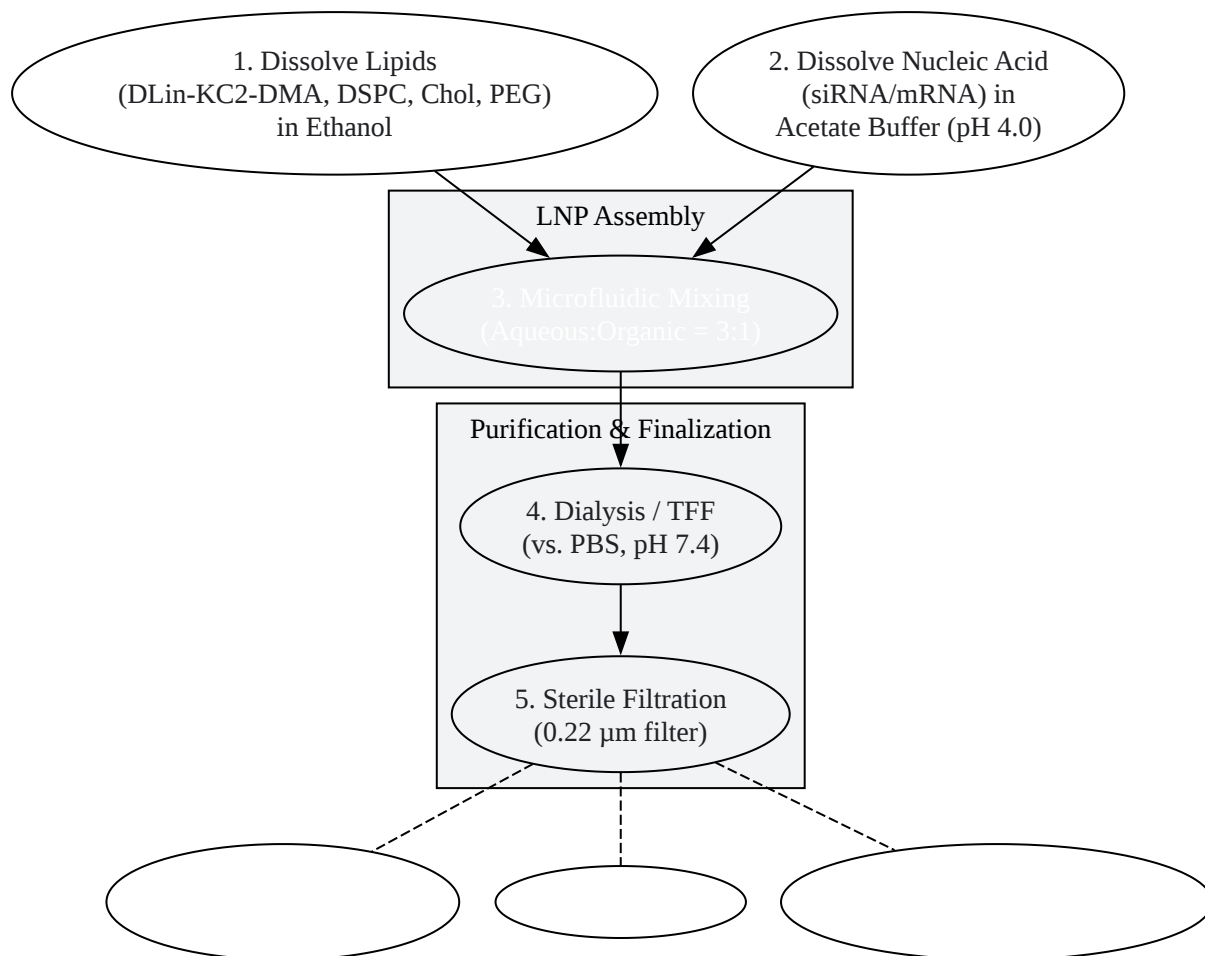 1. Dissolve Lipids
(DLin-KC2-DMA, DSPC, Chol, PEG)
in Ethanol
2. Dissolve Nucleic Acid
(siRNA/mRNA) in
Acetate Buffer (pH 4.0)
LNP Assembly
3. Microfluidic Mixing
(Aqueous:Organic = 3:1)
Purification & Finalization
4. Dialysis / TFF
(vs. PBS, pH 7.4)
5. Sterile Filtration
(0.22 µm filter)